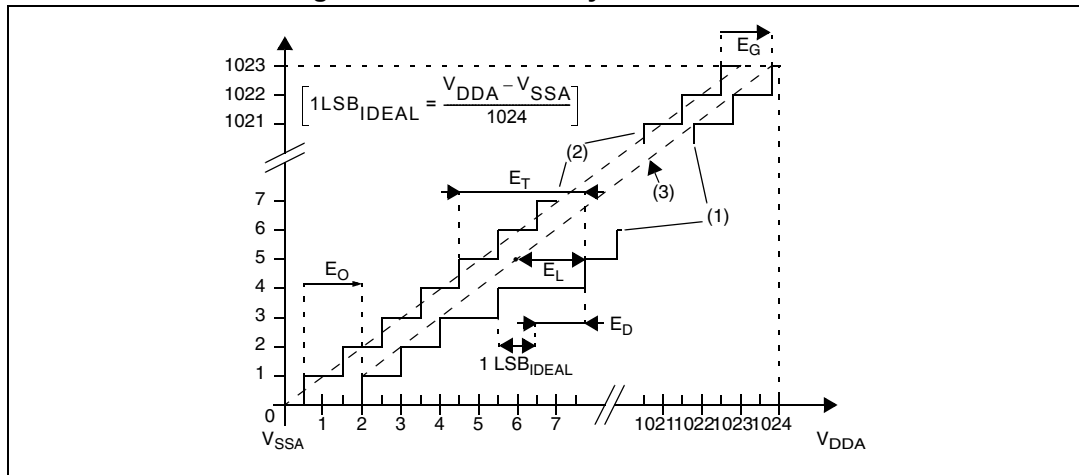 E_G
1023
1022
1021
[1LSB_IDEAL = (V_DDA – V_SSA) / 1024]
(2)
(3)
(1)
E_T
7
6
5
4
3
2
1
0
E_O
E_L
E_D
1 LSB_IDEAL
1 2 3 4 5 6 7 1021 1022 1023 1024
V_SSA
V_DDA